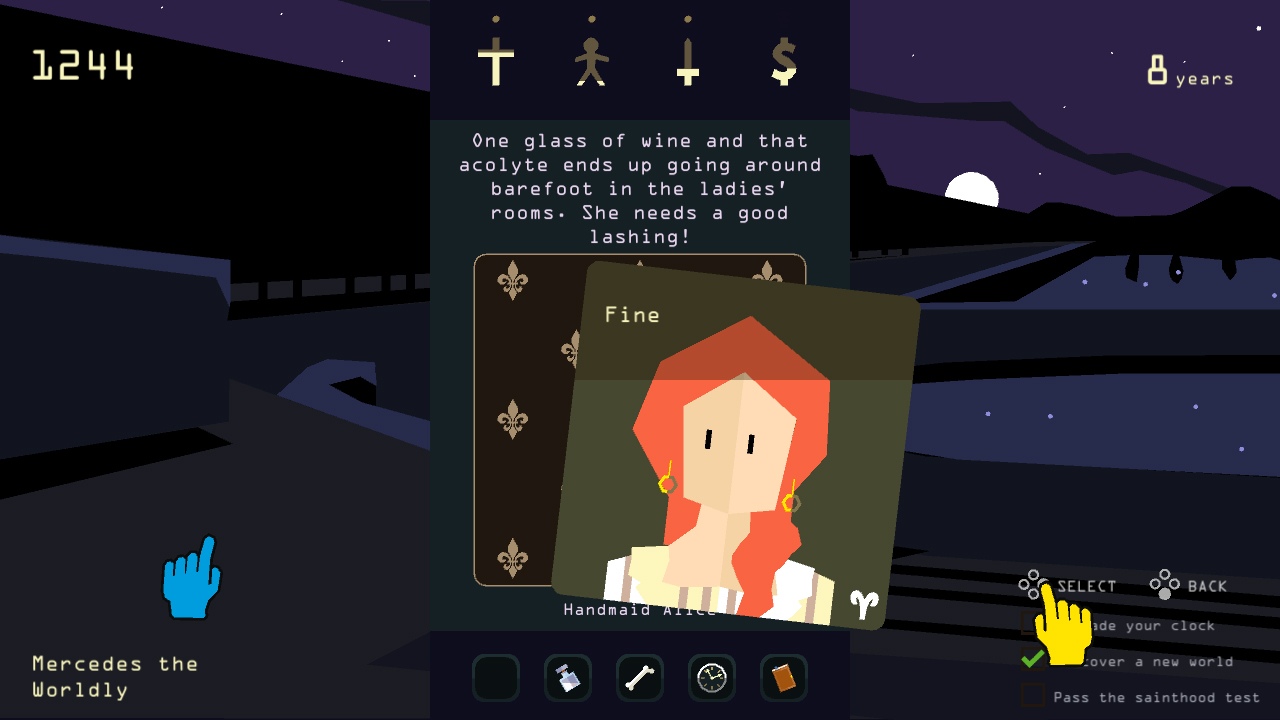 1244
8 years
One glass of wine and that
acolyte ends up going around
barefoot in the ladies'
rooms. She needs a good
lashing!
Fine
Handmaid Alice
Mercedes the
Worldly
SELECT
BACK
your clock
a new world
Pass the sainthood test